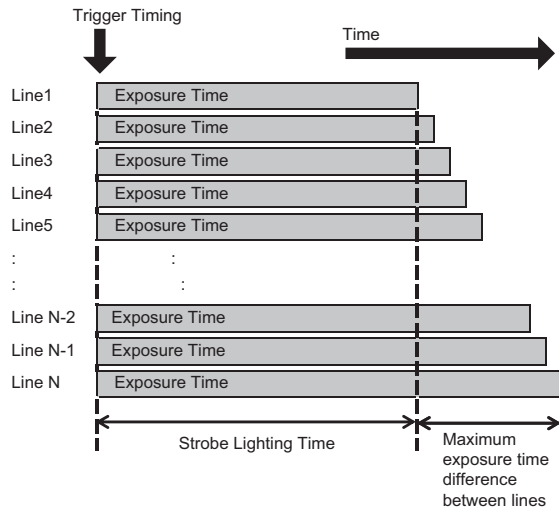 Trigger Timing
Time
Line1 Exposure Time
Line2 Exposure Time
Line3 Exposure Time
Line4 Exposure Time
Line5 Exposure Time
: :
: :
Line N-2 Exposure Time
Line N-1 Exposure Time
Line N Exposure Time
Strobe Lighting Time
Maximum
exposure time
difference
between lines